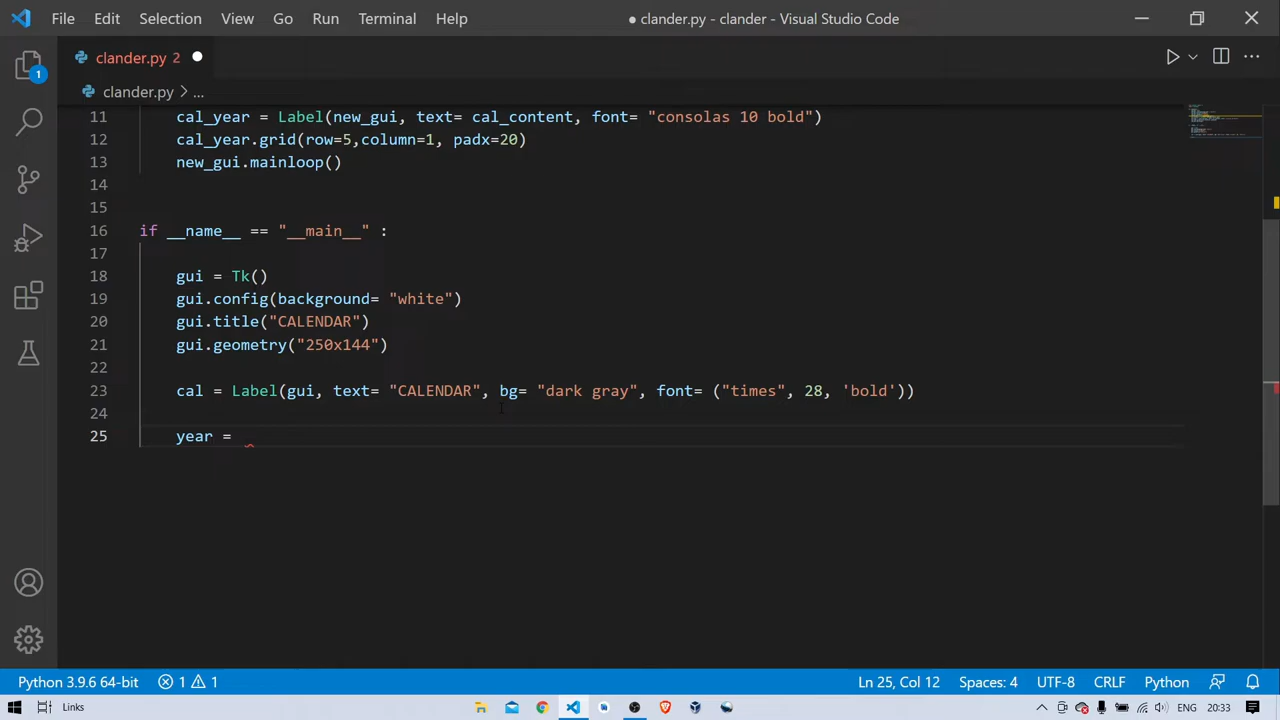 File Edit Selection View Go Run Terminal Help ● clander.py - clander - Visual Studio Code
clander.py 2
1
clander.py > ...
11 cal_year = Label(new_gui, text= cal_content, font= "consolas 10 bold")
12 cal_year.grid(row=5,column=1, padx=20)
13 new_gui.mainloop()
14
15
16 if __name__ == "__main__" :
17
18 gui = Tk()
19 gui.config(background= "white")
20 gui.title("CALENDAR")
21 gui.geometry("250x144")
22
23 cal = Label(gui, text= "CALENDAR", bg= "dark gray", font= ("times", 28, 'bold'))
24
25 year =
Python 3.9.6 64-bit 1 1 Ln 25, Col 12 Spaces: 4 UTF-8 CRLF Python
Links ENG 20:33